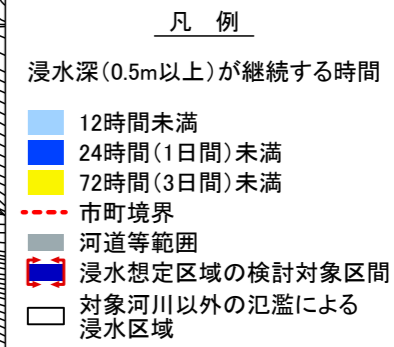 凡　例
浸水深（0.5m以上）が継続する時間
12時間未満
24時間（1日間）未満
72時間（3日間）未満
市町境界
河道等範囲
浸水想定区域の検討対象区間
対象河川以外の氾濫による
浸水区域